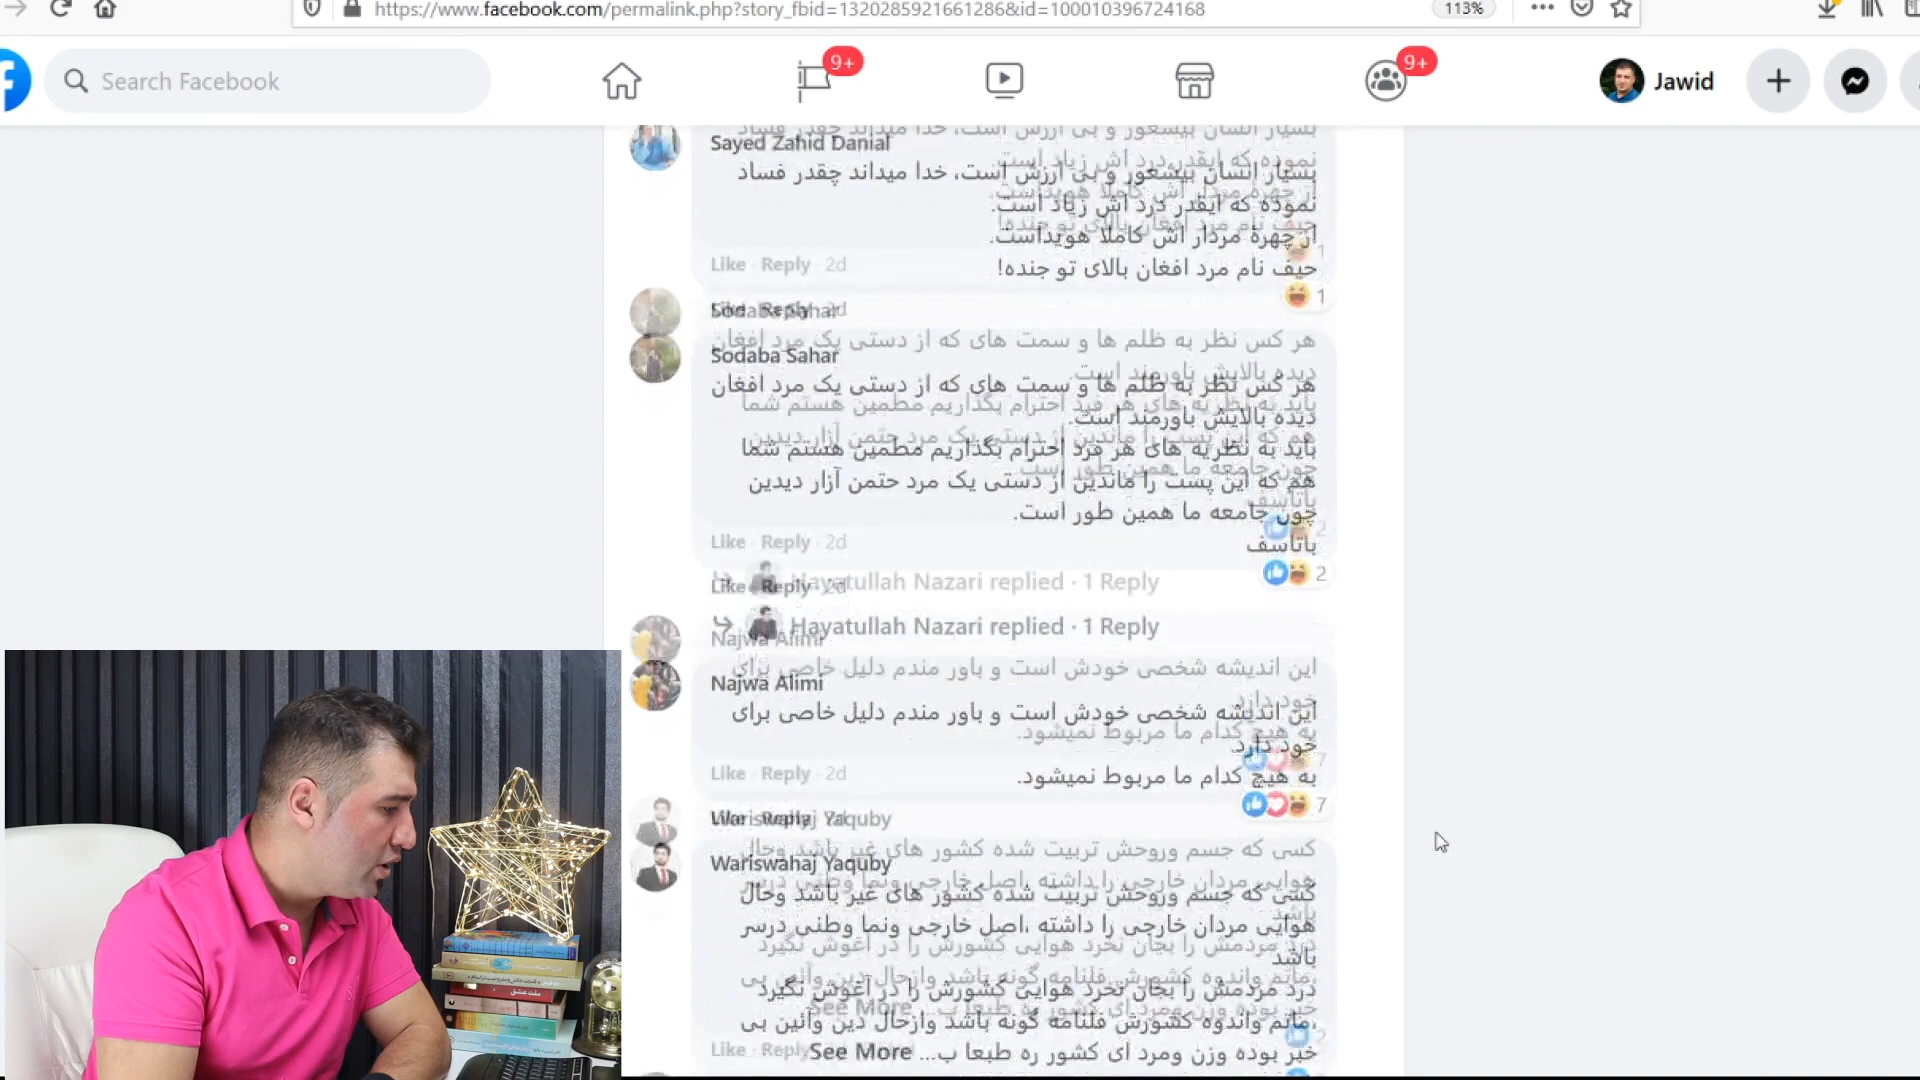 https://www.facebook.com/permalink.php?story_fbid=1320285921661286&id=100010396724168
113%
Search Facebook
9+
9+
Jawid
Sayed Zahid Danial
بسیار انسان بیشعور و بی ارزش است، خدا میداند چقدر فساد
نموده که ایقدر درد اش زیاد است.
از چهرهٔ مردار اش کاملا هویداست.
حیف نام مرد افغان بالای تو جنده!
1
Like · Reply · 2d
Sodaba Sahar
هر کس نظر به ظلم ها و سمت های که از دستی یک مرد افغان
دیده بالایش باورمند است.
باید به نظریه های هر فرد احترام بگذاریم مطمین هستم شما
هم که این پست را ماندین از دستی یک مرد حتمن آزار دیدین
چون جامعه ما همین طور است.
باتاسف
2
Like · Reply · 2d
Hayatullah Nazari replied · 1 Reply
Najwa Alimi
این اندیشه شخصی خودش است و باور مندم دلیل خاصی برای
خود دارد.
به هیچ کدام ما مربوط نمیشود.
7
Like · Reply · 2d
Wariswahaj Yaquby
کسی که جسم وروحش تربیت شده کشور های غیر باشد وحال
هوایی مردان خارجی را داشته ،اصل خارجی ونما وطنی درسر
باشد
درد مردمش را بجان نخرد هوایی کشورش را در آغوش نگیرد
,ماتم واندوه کشورش فلنامه گونه باشد وازحال دین وآئین بی
خبر بوده وزن ومرد ای کشور ره طبعا ب... See More
Like · Reply
ملت عشق